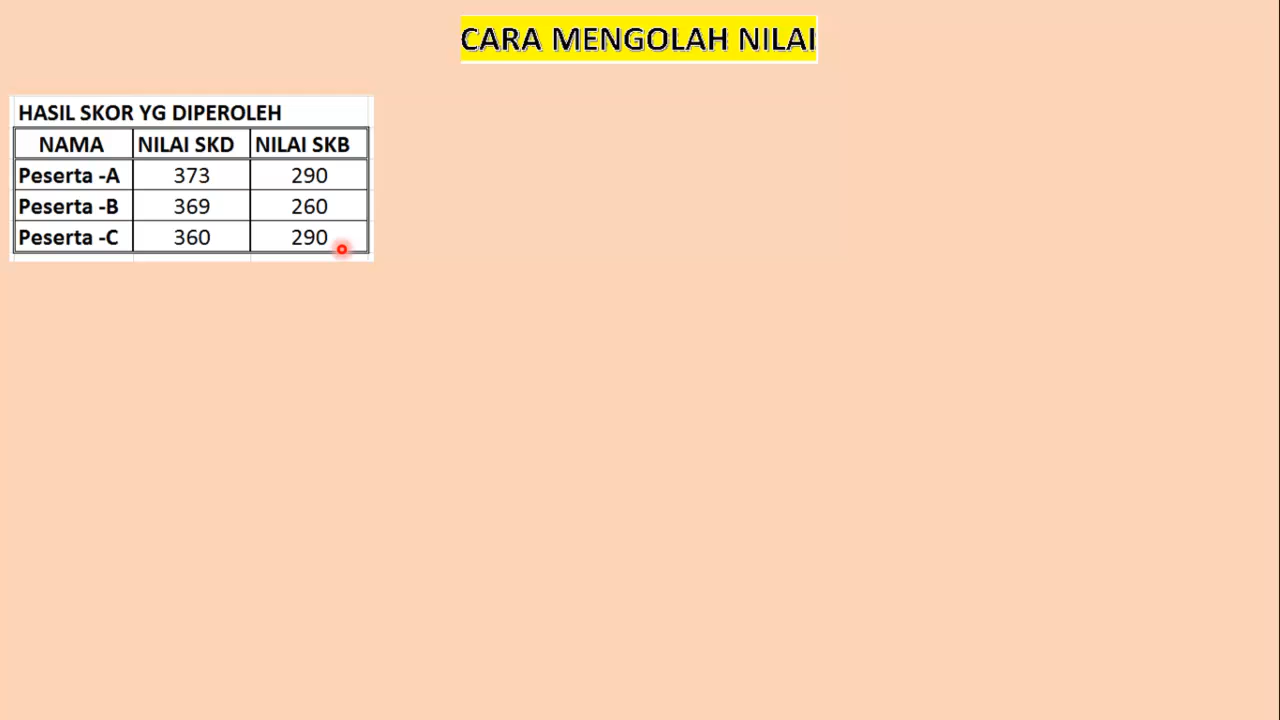 CARA MENGOLAH NILAI
HASIL SKOR YG DIPEROLEH
NAMA NILAI SKD NILAI SKB
Peserta -A 373 290
Peserta -B 369 260
Peserta -C 360 290